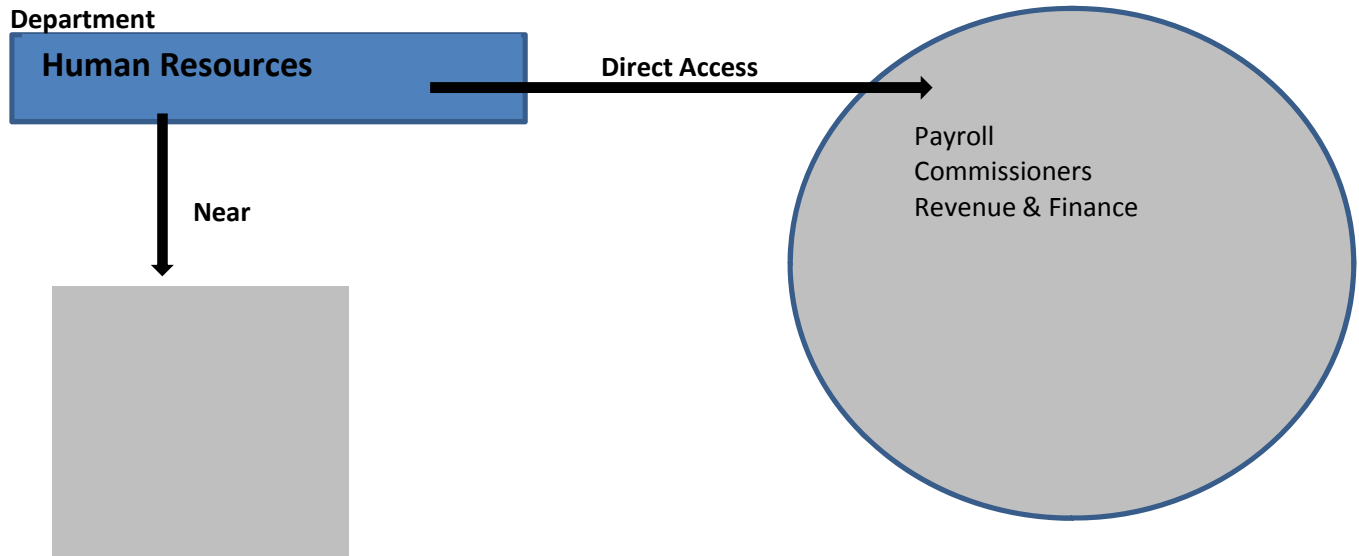 Department
Human Resources
Direct Access
Payroll
Commissioners
Revenue & Finance
Near